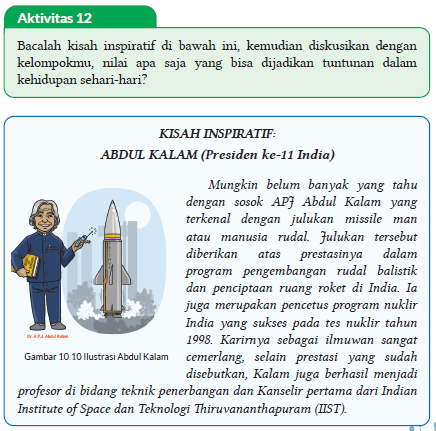 Aktivitas 12
Bacalah kisah inspiratif di bawah ini, kemudian diskusikan dengan
kelompokmu, nilai apa saja yang bisa dijadikan tuntunan dalam
kehidupan sehari-hari?
KISAH INSPIRATIF:
ABDUL KALAM (Presiden ke-11 India)
Mungkin belum banyak yang tahu
dengan sosok APJ Abdul Kalam yang
terkenal dengan julukan missile man
atau manusia rudal. Julukan tersebut
diberikan atas prestasinya dalam
program pengembangan rudal balistik
dan penciptaan ruang roket di India. Ia
juga merupakan pencetus program nuklir
India yang sukses pada tes nuklir tahun
1998. Karirnya sebagai ilmuwan sangat
cemerlang, selain prestasi yang sudah
disebutkan, Kalam juga berhasil menjadi
profesor di bidang teknik penerbangan dan Kanselir pertama dari Indian
Institute of Space dan Teknologi Thiruvananthapuram (IIST).
Dr. A.P.J. Abdul Kalam
Gambar 10.10 Ilustrasi Abdul Kalam